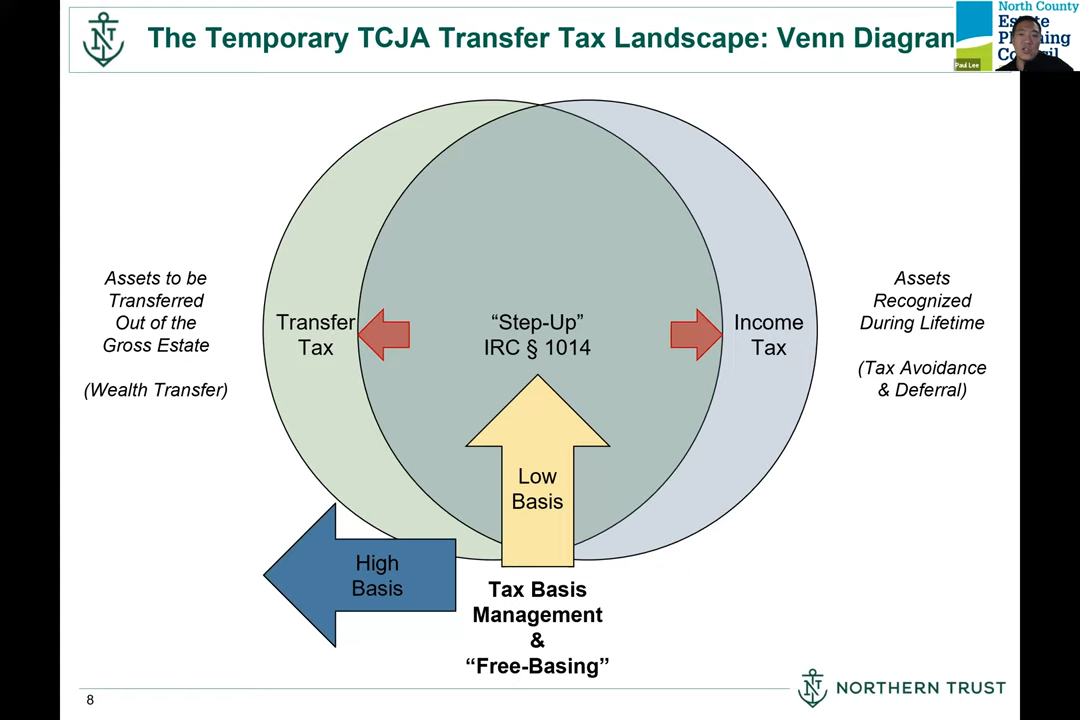 The Temporary TCJA Transfer Tax Landscape: Venn Diagram
North County
Estate
Planning
Council
Paul Lee
Assets to be
Transferred
Out of the
Gross Estate
(Wealth Transfer)
Transfer
Tax
“Step-Up”
IRC § 1014
Income
Tax
Assets
Recognized
During Lifetime
(Tax Avoidance
& Deferral)
Low
Basis
High
Basis
Tax Basis
Management
&
“Free-Basing”
8
NT
NORTHERN TRUST